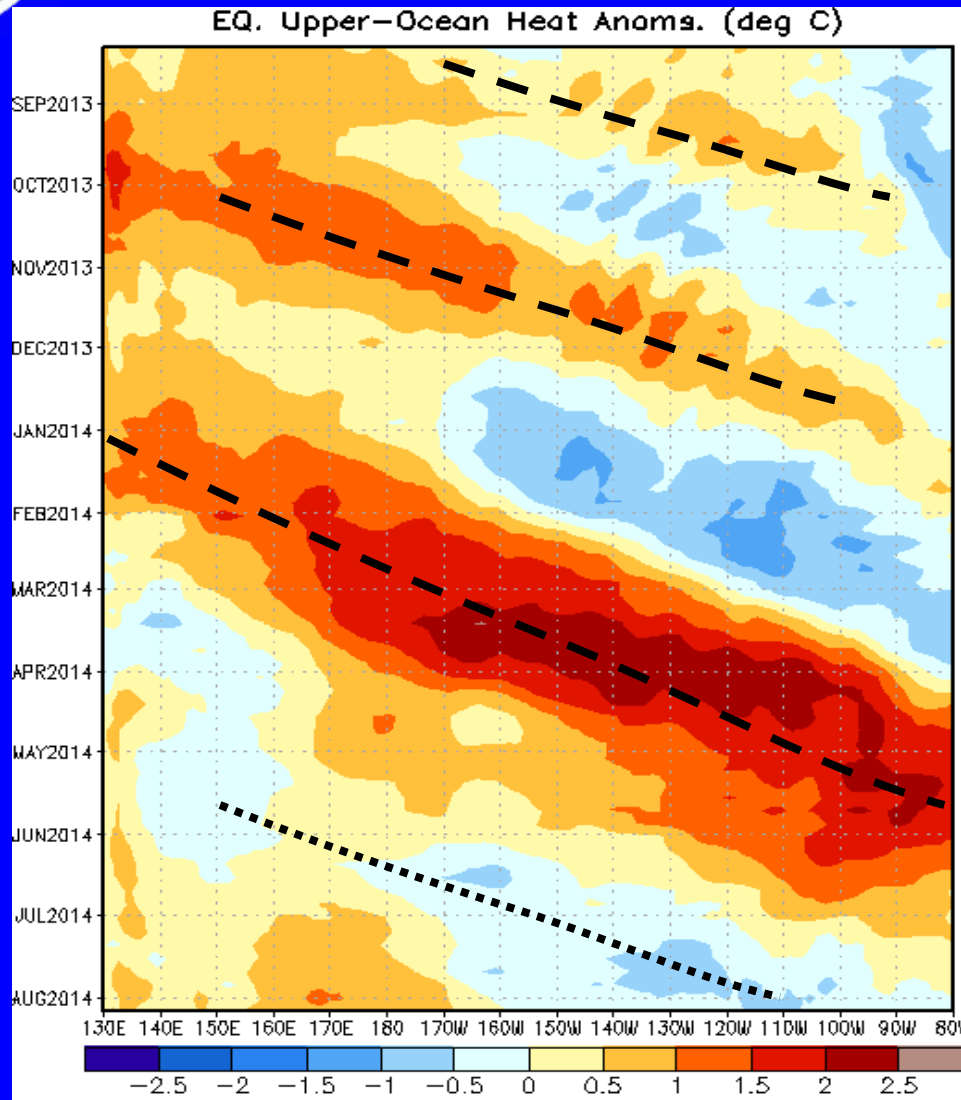 EQ. Upper-Ocean Heat Anoms. (deg C)
SEP2013
OCT2013
NOV2013
DEC2013
JAN2014
FEB2014
MAR2014
APR2014
MAY2014
JUN2014
JUL2014
AUG2014
130E 140E 150E 160E 170E 180 170W 160W 150W 140W 130W 120W 110W 100W 90W 80W
-2.5 -2 -1.5 -1 -0.5 0 0.5 1 1.5 2 2.5